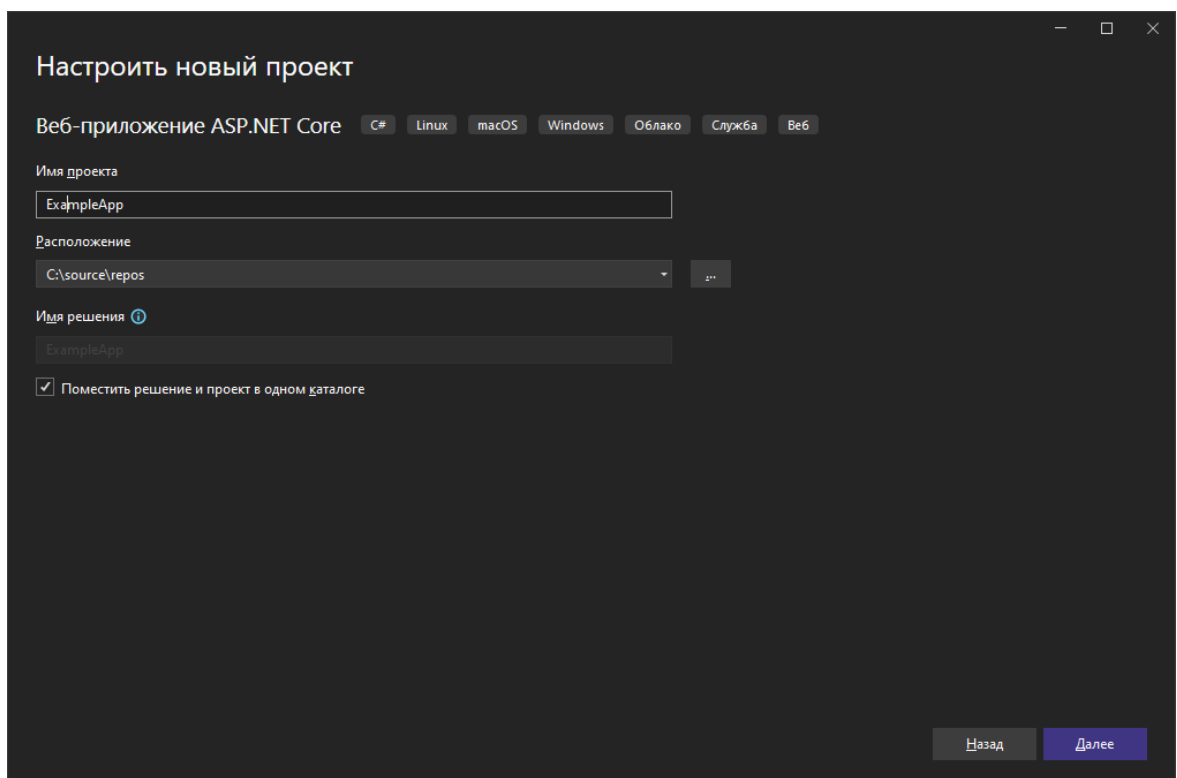 Настроить новый проект
Веб-приложение ASP.NET Core C# Linux macOS Windows Облако Служба Веб
Имя проекта
ExampleApp
Расположение
C:\source\repos
...
Имя решения
ExampleApp
Поместить решение и проект в одном каталоге
Назад Далее